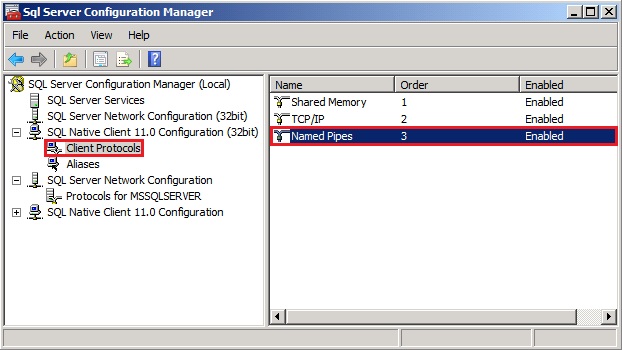 Sql Server Configuration Manager
File Action View Help
SQL Server Configuration Manager (Local)
SQL Server Services
SQL Server Network Configuration (32bit)
SQL Native Client 11.0 Configuration (32bit)
Client Protocols
Aliases
SQL Server Network Configuration
Protocols for MSSQLSERVER
SQL Native Client 11.0 Configuration
Name Order Enabled
Shared Memory 1 Enabled
TCP/IP 2 Enabled
Named Pipes 3 Enabled